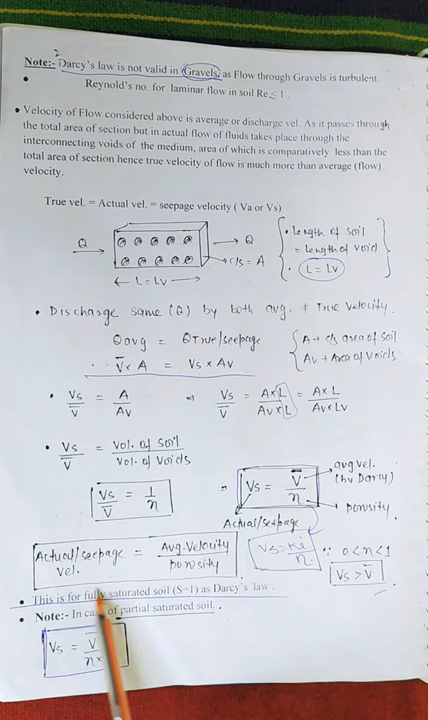 2
Note:- Darcy's law is not valid in Gravels, as Flow through Gravels is turbulent.
• Reynold's no. for laminar flow in soil Re ≤ 1.
• Velocity of Flow considered above is average or discharge vel. As it passes through
the total area of section but in actual flow of fluids takes place through the
interconnecting voids of the medium, area of which is comparatively less than the
total area of section hence true velocity of flow is much more than average (flow)
velocity.
True vel. = Actual vel. = seepage velocity ( Va or Vs)
Q → → Q
c/s = A
← L = Lv →
• Length of soil
= Length of void
• L = Lv
• Discharge same (Q) by both avg. + True Velocity.
Qavg = QTrue/seepage
V̄ × A = Vs × Av
A → c/s area of soil
Av → Area of Voids
• Vs/V̄ = A/Av ⇒ Vs/V̄ = A×L/Av×L = A×L/Av×Lv
• Vs/V̄ = Vol. of Soil/Vol. of Voids
Vs/V̄ = 1/n
⇒ Vs = V̄/n
avg vel. (by Darcy)
porosity
Actual/seepage
Actual/seepage vel. = Avg. Velocity/porosity
Vs = Ki/n
∵ 0 < n < 1
Vs > V̄
• This is for fully saturated soil (S=1) as Darcy's law.
• Note:- In case of partial saturated soil.
Vs = V̄/n×